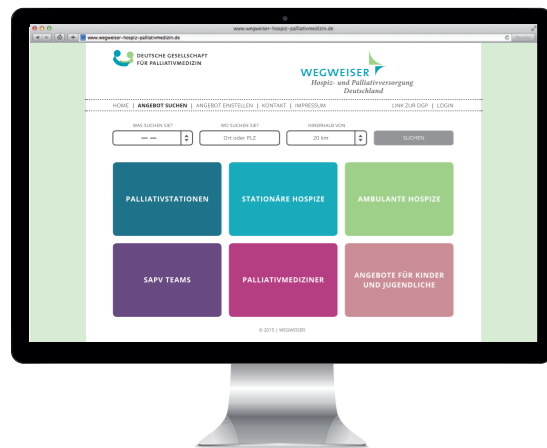 www.wegweiser-hospiz-palliativmedizin.de
www.wegweiser-hospiz-palliativmedizin.de
DEUTSCHE GESELLSCHAFT
FÜR PALLIATIVMEDIZIN
WEGWEISER
Hospiz- und Palliativversorgung
Deutschland
HOME | ANGEBOT SUCHEN | ANGEBOT EINSTELLEN | KONTAKT | IMPRESSUM
LINK ZUR DGP | LOGIN
WAS SUCHEN SIE?
WO SUCHEN SIE?
INNERHALB VON
— —
Ort oder PLZ
20 km
SUCHEN
PALLIATIVSTATIONEN
STATIONÄRE HOSPIZE
AMBULANTE HOSPIZE
SAPV TEAMS
PALLIATIVMEDIZINER
ANGEBOTE FÜR KINDER
UND JUGENDLICHE
© 2015 | WEGWEISER